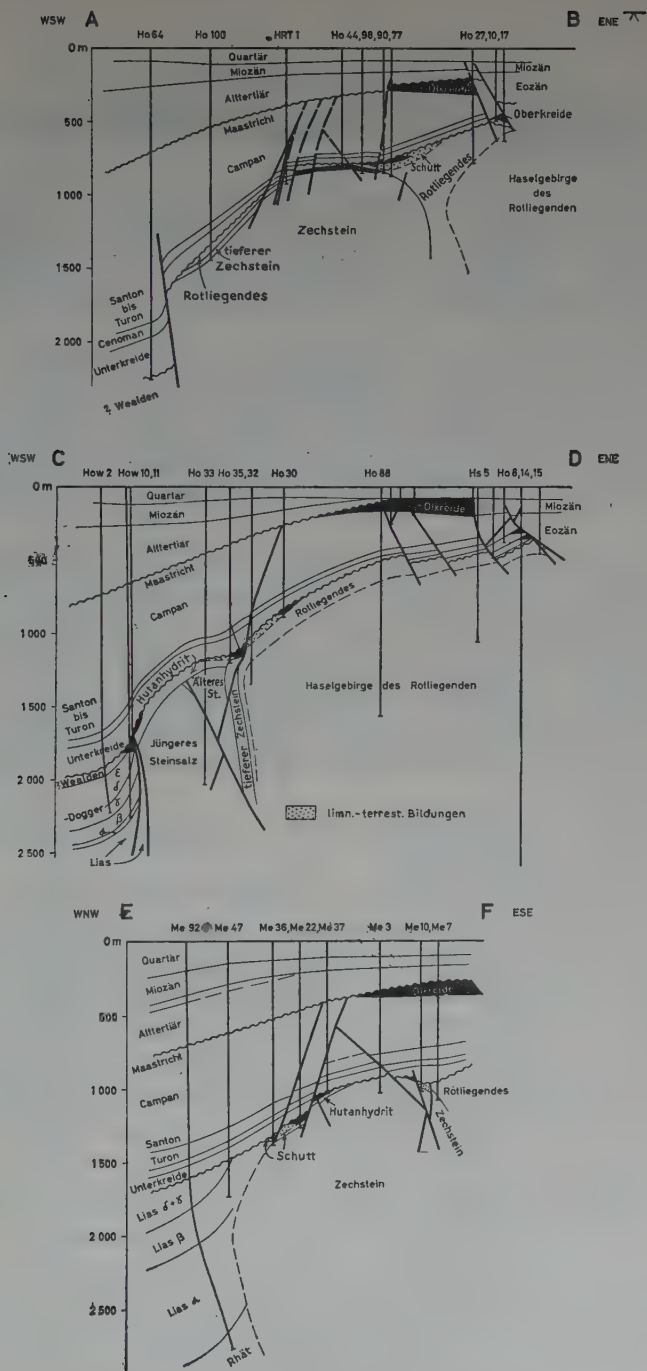 WSW A B ENE
Ho 64 Ho 100 HRT 1 Ho 44,98,90,77 Ho 27,10,17
0 m
Quartär
Miozän Miozän
Alttertiär Ölkreide Eozän
500
Maastricht Oberkreide
Campan Schutt
Rotliegendes
1 000
Haselgebirge
des
Rotliegenden
Zechstein
tieferer
Zechstein
1 500
Rotliegendes
Santon
bis
Turon
2 000
Cenoman
Unterkreide
? Wealden
WSW C D ENE
How 2 How 10,11 Ho 33 Ho 35,32 Ho 30 Ho 88 Hs 5 Ho 8,14,15
0 m
Quartär
Miozän Ölkreide Miozän
Alttertiär Eozän
500
Maastricht
Campan Rotliegendes
1 000
Hutanhydrit
Älteres
St.
Haselgebirge des Rotliegenden
1 500
Santon
bis
Turon
Unterkreide
Jüngeres
Steinsalz
tieferer Zechstein
?Wealden ε
2 000
δ
-Dogger γ
limn.-terrest. Bildungen
α β
2 500
Lias
WNW E F ESE
Me 92 Me 47 Me 36, Me 22, Me 37 Me 3 Me 10, Me 7
0 m
Quartär
Miozän
Alttertiär Ölkreide
500
Maastricht
Campan
1 000
Rotliegendes
Hutanhydrit
Zechstein
Santon
Turon
Schutt
1 500
Unterkreide
Zechstein
Lias δ+γ
Lias β
2 000
Lias α
2 500
Rhät